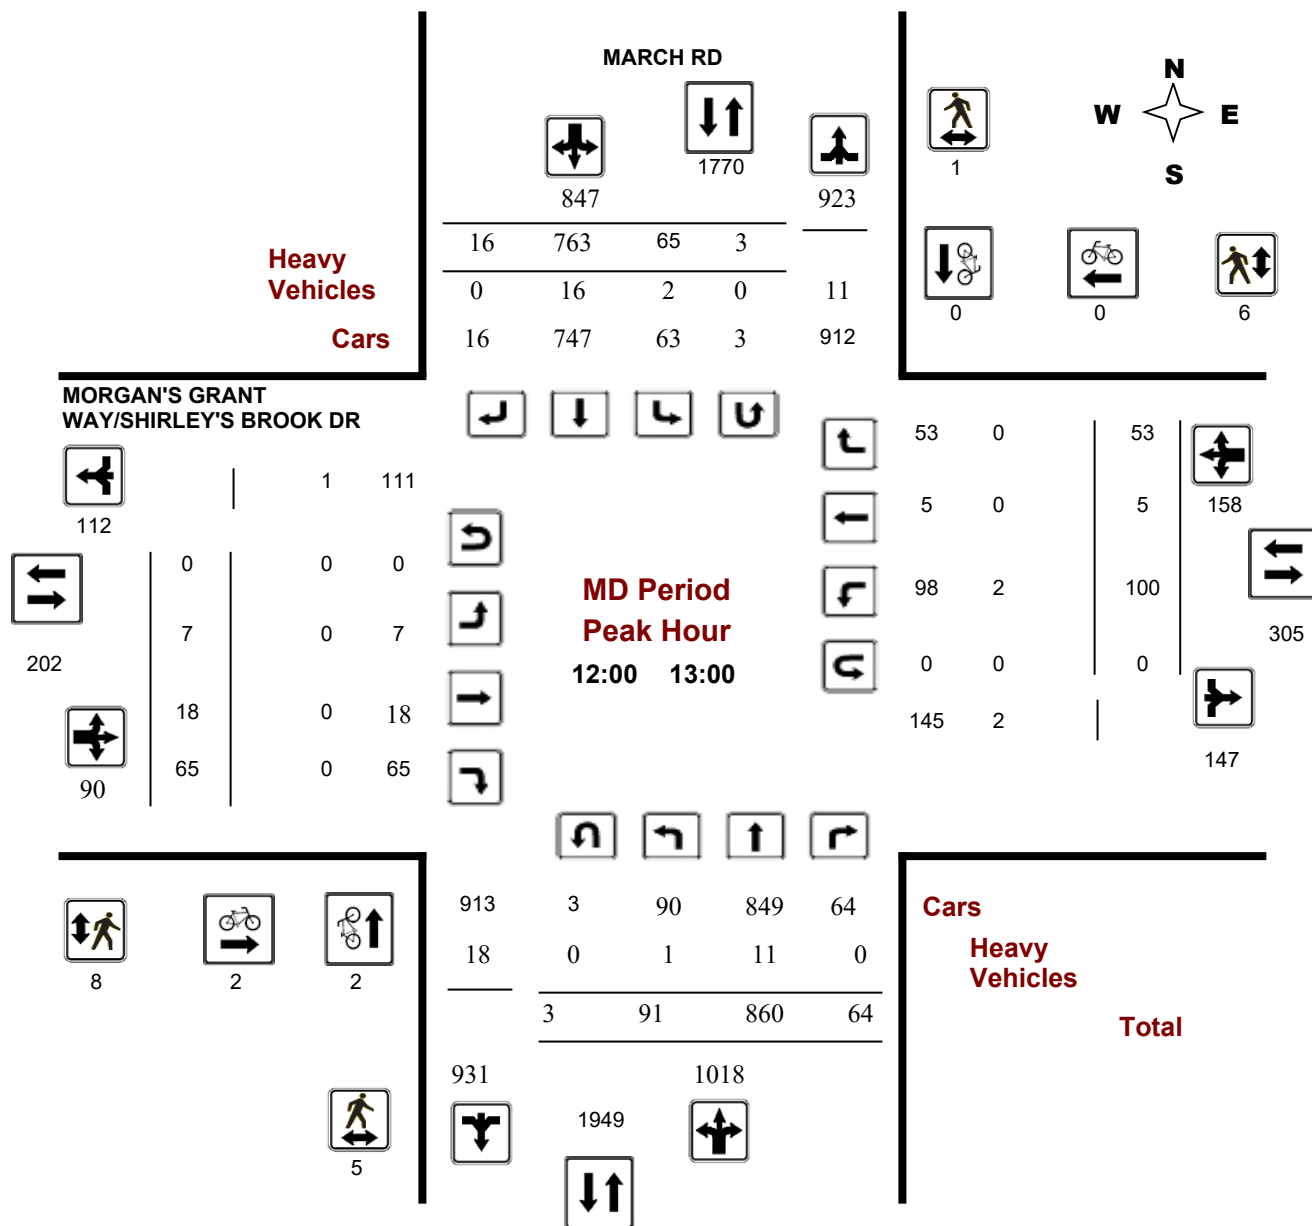 MARCH RD
N
W E
S
1770
1
847 923
16 763 65 3
Heavy
Vehicles
0 16 2 0 11
0 0 6
Cars
16 747 63 3 912
MORGAN'S GRANT
WAY/SHIRLEY'S BROOK DR
53 0 53
1 111
112
5 0 5 158
0 0 0
MD Period
98 2 100
7 0 7
Peak Hour
305
202
12:00 13:00
0 0 0
18 0 18
145 2
65 0 65
147
90
913 3 90 849 64
Cars
18 0 1 11 0
Heavy
Vehicles
8 2 2
3 91 860 64
Total
931 1018
1949
5